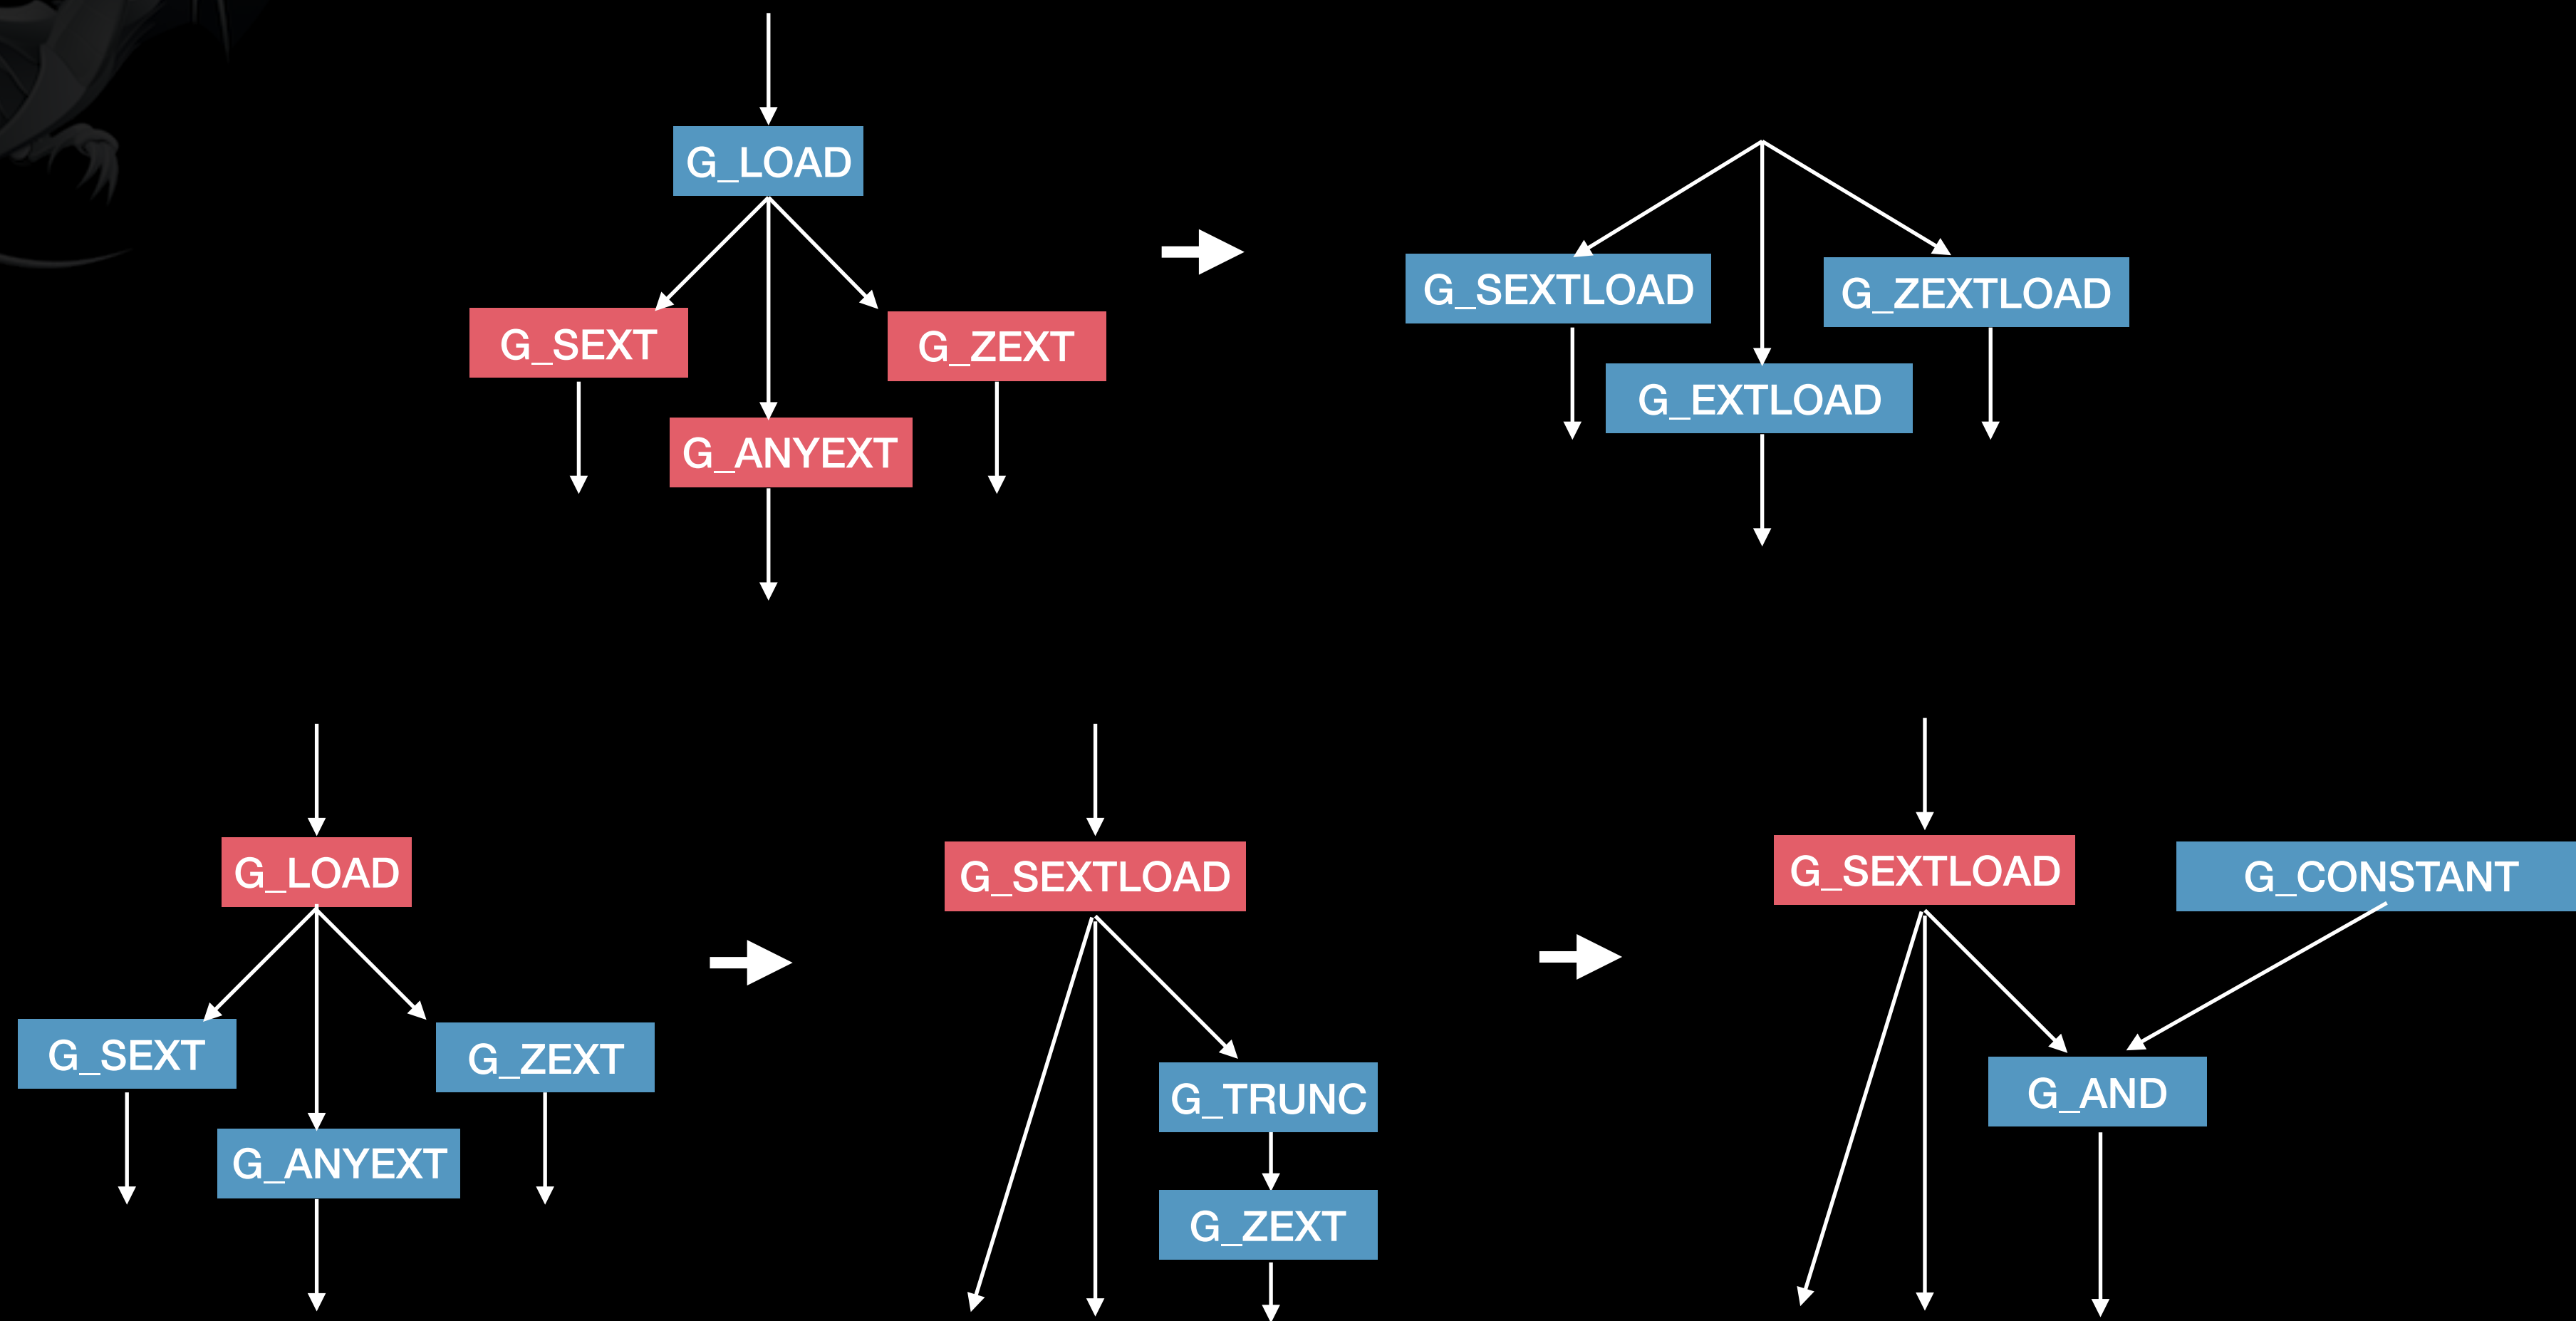 G_LOAD
G_SEXT
G_ZEXT
G_ANYEXT
G_SEXTLOAD
G_ZEXTLOAD
G_EXTLOAD
G_LOAD
G_SEXT
G_ZEXT
G_ANYEXT
G_SEXTLOAD
G_TRUNC
G_ZEXT
G_SEXTLOAD
G_CONSTANT
G_AND